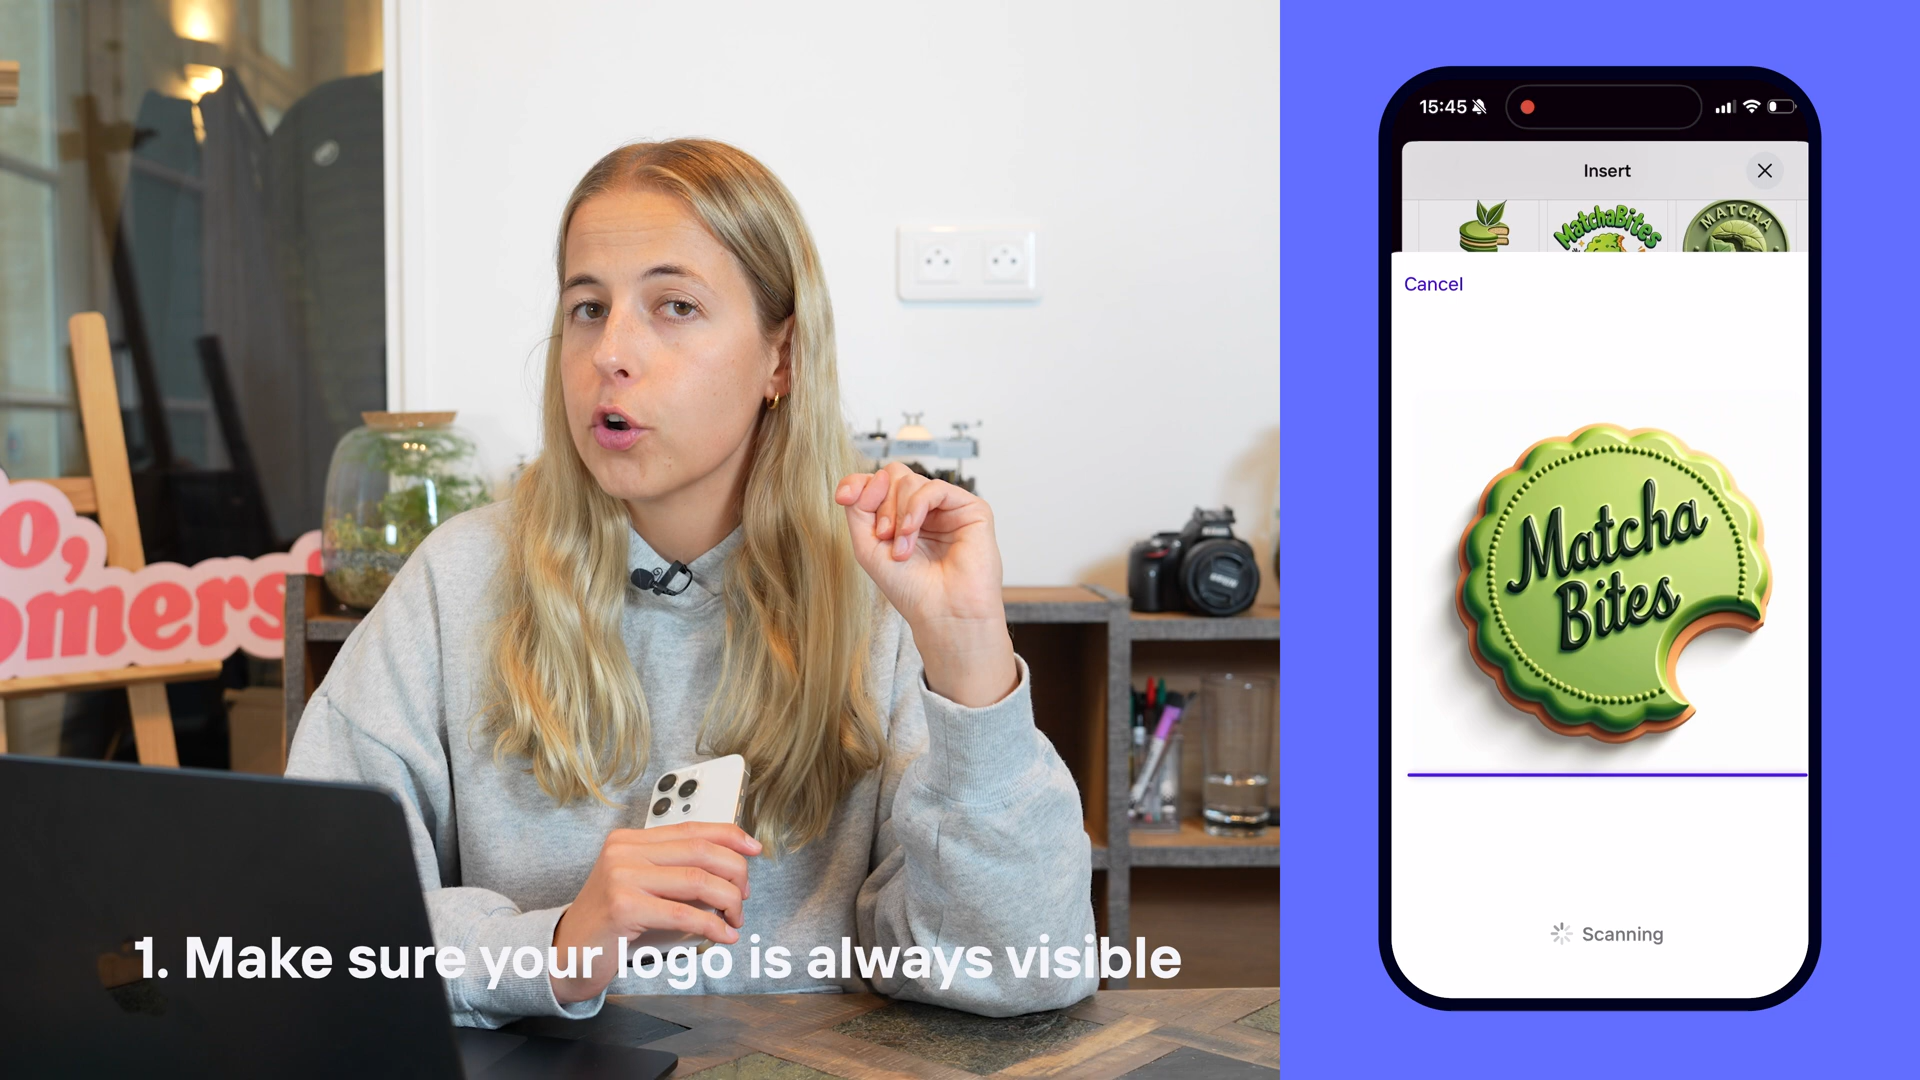 o,
omers
1. Make sure your logo is always visible
15:45
Insert
MatchaBites
MATCHA
Cancel
Matcha
Bites
Scanning